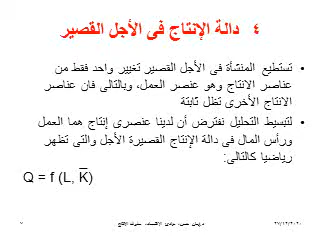 ٤ دالة الإنتاج فى الأجل القصير
• تستطيع المنشأة فى الأجل القصير تغيير واحد فقط من
عناصر الانتاج وهو عنصر العمل، وبالتالى فان عناصر
الانتاج الأخرى تظل ثابتة
• لتبسيط التحليل نفترض أن لدينا عنصرى إنتاج هما العمل
ورأس المال فى دالة الإنتاج القصيرة الأجل والتى تظهر
رياضيا كالتالى:
Q = f (L, K̅)